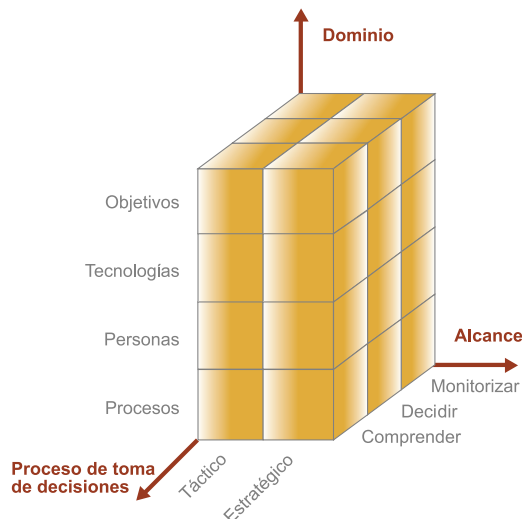 Dominio
Objetivos
Tecnologías
Personas
Procesos
Alcance
Monitorizar
Decidir
Comprender
Proceso de toma
de decisiones
Táctico
Estratégico